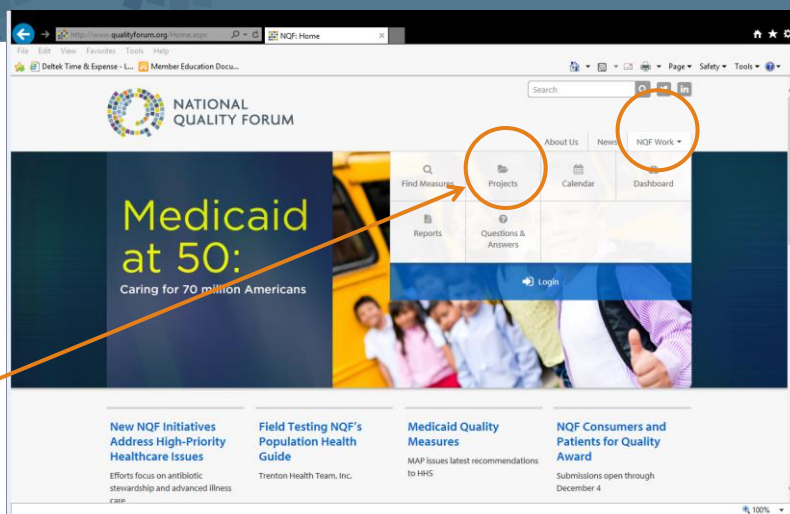 http://www.qualityforum.org/Home.aspx
NQF: Home
File Edit View Favorites Tools Help
Deltek Time & Expense - L... Member Education Docu...
Page Safety Tools
NATIONAL
QUALITY FORUM
Search
in
About Us News NQF Work
Find Measures Projects Calendar Dashboard
Reports Questions &
Answers
Login
Medicaid
at 50:
Caring for 70 million Americans
New NQF Initiatives
Address High-Priority
Healthcare Issues
Efforts focus on antibiotic
stewardship and advanced illness
care
Field Testing NQF's
Population Health
Guide
Trenton Health Team, Inc.
Medicaid Quality
Measures
MAP issues latest recommendations
to HHS
NQF Consumers and
Patients for Quality
Award
Submissions open through
December 4
100%